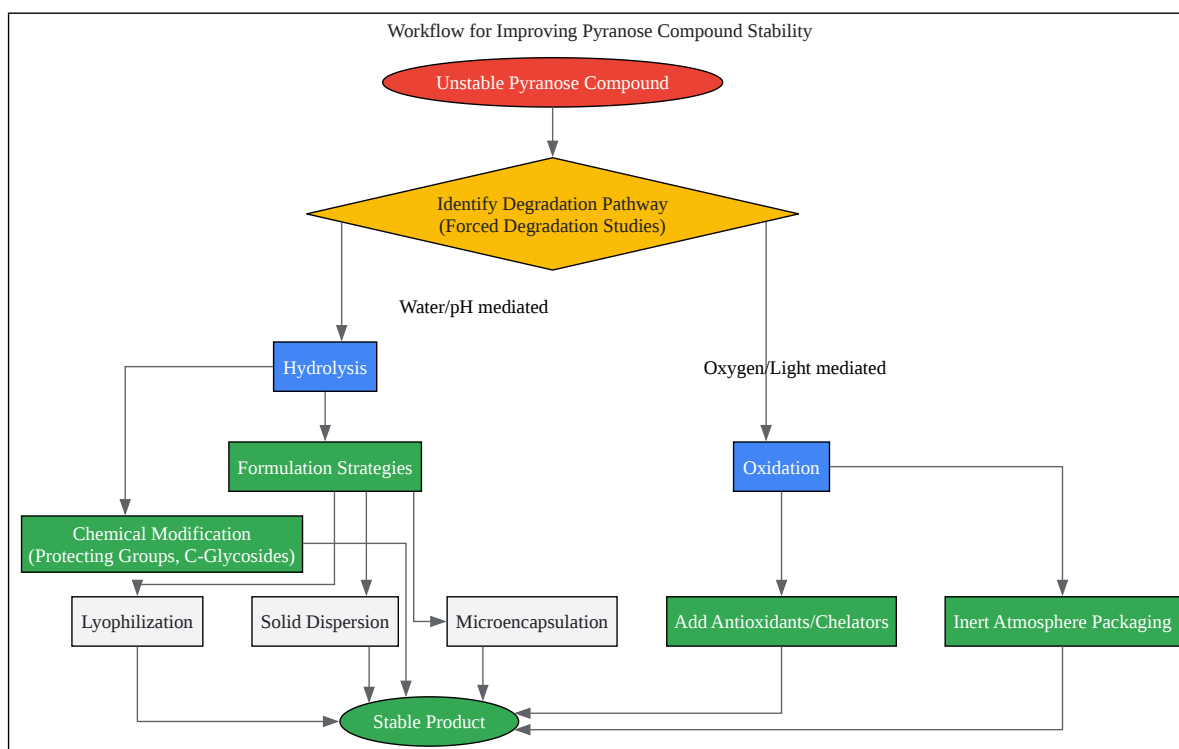 Workflow for Improving Pyranose Compound Stability
Unstable Pyranose Compound
Identify Degradation Pathway
(Forced Degradation Studies)
Water/pH mediated
Hydrolysis
Oxygen/Light mediated
Formulation Strategies
Oxidation
Chemical Modification
(Protecting Groups, C-Glycosides)
Lyophilization
Solid Dispersion
Microencapsulation
Add Antioxidants/Chelators
Inert Atmosphere Packaging
Stable Product